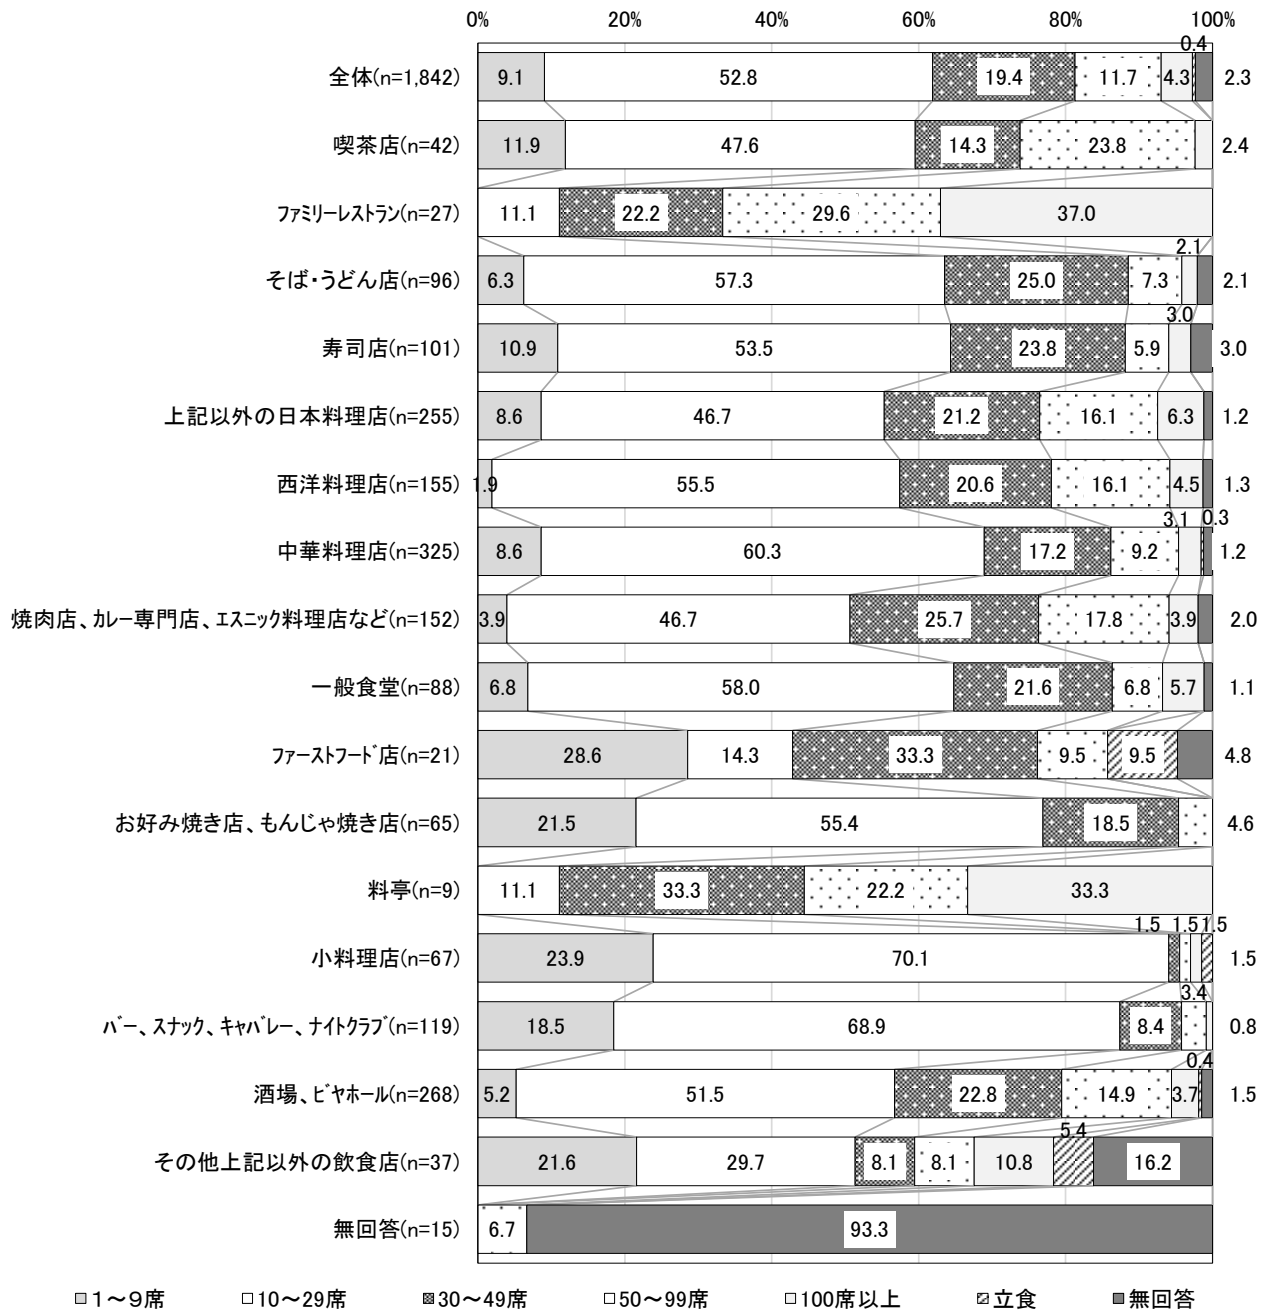 0% 20% 40% 60% 80% 100%
0.4
全体(n=1,842) 9.1 52.8 19.4 11.7 4.3 2.3
喫茶店(n=42) 11.9 47.6 14.3 23.8 2.4
ﾌｧﾐﾘｰﾚｽﾄﾗﾝ(n=27) 11.1 22.2 29.6 37.0
2.1
そば・うどん店(n=96) 6.3 57.3 25.0 7.3 2.1
3.0
寿司店(n=101) 10.9 53.5 23.8 5.9 3.0
上記以外の日本料理店(n=255) 8.6 46.7 21.2 16.1 6.3 1.2
西洋料理店(n=155) 1.9 55.5 20.6 16.1 4.5 1.3
3.1 0.3
中華料理店(n=325) 8.6 60.3 17.2 9.2 1.2
焼肉店、ｶﾚｰ専門店、ｴｽﾆｯｸ料理店など(n=152) 3.9 46.7 25.7 17.8 3.9 2.0
一般食堂(n=88) 6.8 58.0 21.6 6.8 5.7 1.1
ﾌｧｰｽﾄﾌｰﾄﾞ店(n=21) 28.6 14.3 33.3 9.5 9.5 4.8
お好み焼き店、もんじゃ焼き店(n=65) 21.5 55.4 18.5 4.6
料亭(n=9) 11.1 33.3 22.2 33.3
1.5 1.5 1.5
小料理店(n=67) 23.9 70.1 1.5
3.4
ﾊﾞｰ、ｽﾅｯｸ、ｷｬﾊﾞﾚｰ、ﾅｲﾄｸﾗﾌﾞ(n=119) 18.5 68.9 8.4 0.8
0.4
酒場、ﾋﾞﾔﾎｰﾙ(n=268) 5.2 51.5 22.8 14.9 3.7 1.5
5.4
その他上記以外の飲食店(n=37) 21.6 29.7 8.1 8.1 10.8 16.2
無回答(n=15) 6.7 93.3
１～９席 10～29席 30～49席 50～99席 100席以上 立食 無回答